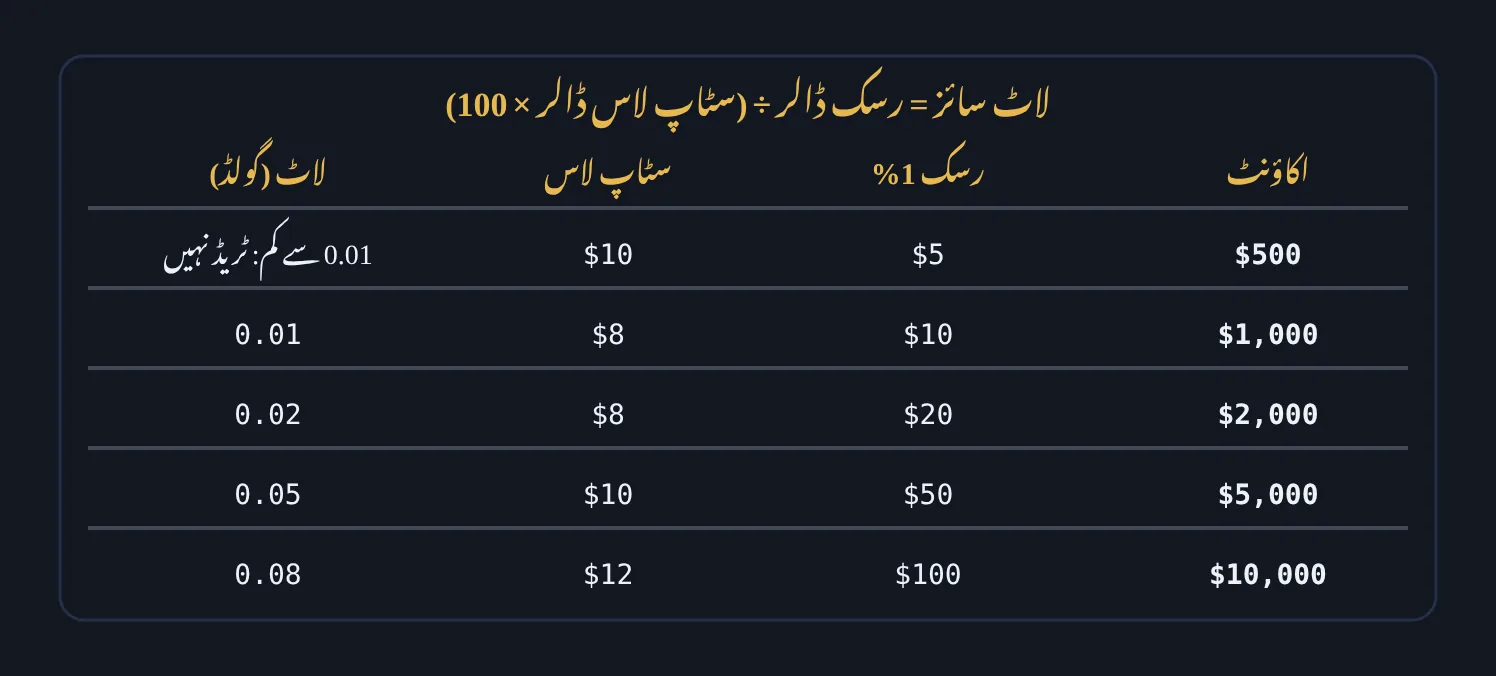 لاٹ سائز = رسک ڈالر ÷ (سٹاپ لاس ڈالر × 100)
اکاؤنٹ رسک 1% سٹاپ لاس لاٹ (گولڈ)
$500 $5 $10 0.01 سے کم: ٹریڈ نہیں
$1,000 $10 $8 0.01
$2,000 $20 $8 0.02
$5,000 $50 $10 0.05
$10,000 $100 $12 0.08